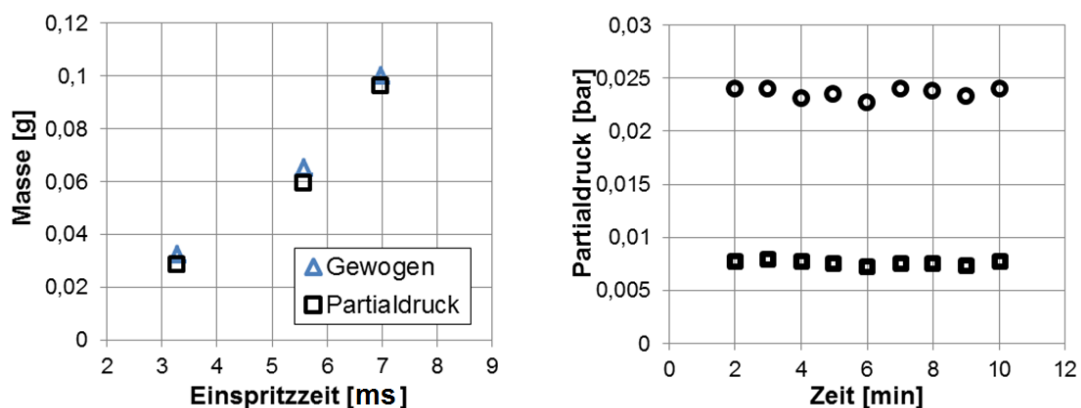 0,12
0,1
0,08
0,06
0,04
0,02
0
Masse [g]
2 3 4 5 6 7 8 9
Einspritzzeit [ms]
Gewogen
Partialdruck
0,03
0,025
0,02
0,015
0,01
0,005
0
Partialdruck [bar]
0 2 4 6 8 10 12
Zeit [min]